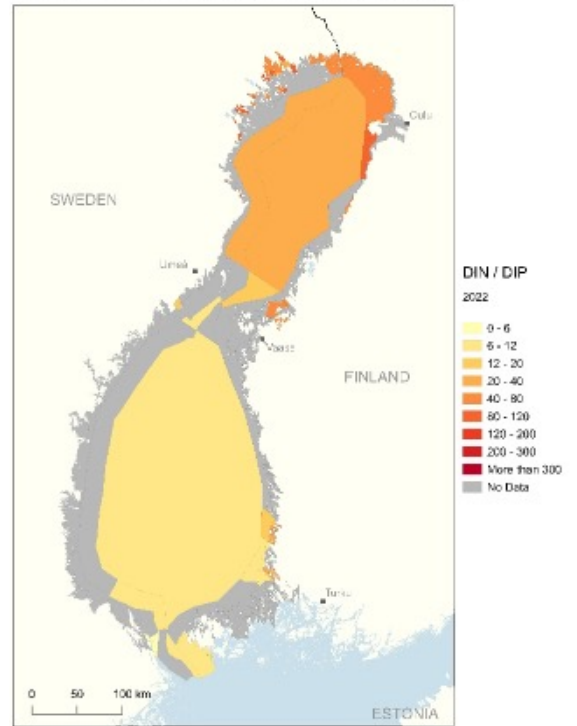 Oulu
SWEDEN
Umeå
DIN / DIP
2022
0 - 6
6 - 12
12 - 20
20 - 40
40 - 80
80 - 120
120 - 200
200 - 300
More than 300
No Data
Vaasa
FINLAND
Turku
0 50 100 km
ESTONIA